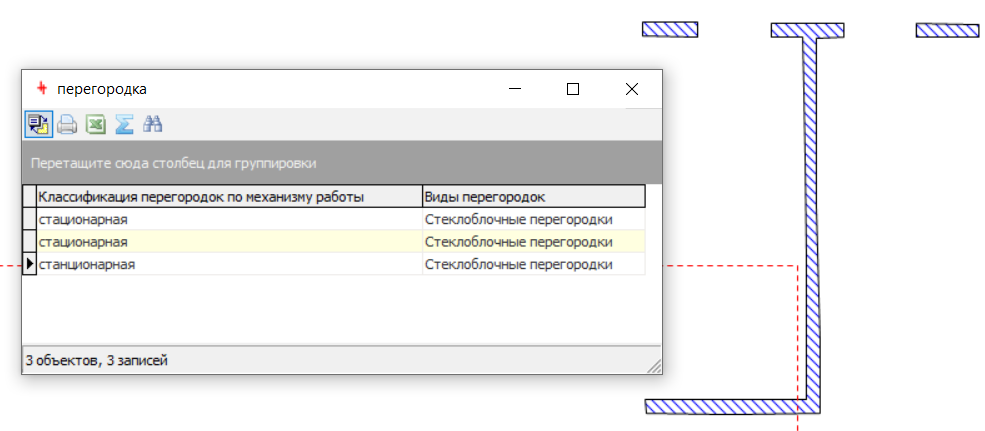 перегородка
Перетащите сюда столбец для группировки
Классификация перегородок по механизму работы Виды перегородок
стационарная Стеклоблочные перегородки
стационарная Стеклоблочные перегородки
станционарная Стеклоблочные перегородки
3 объектов, 3 записей